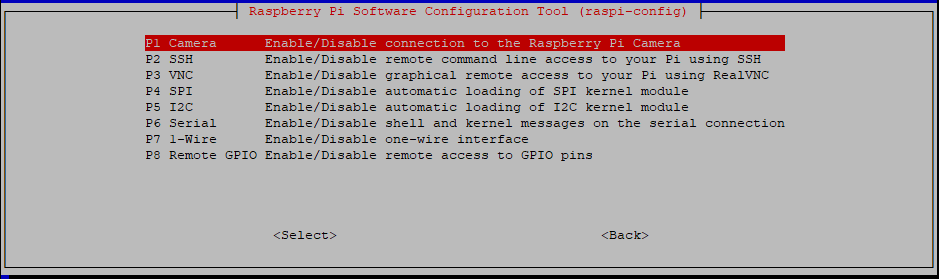 Raspberry Pi Software Configuration Tool (raspi-config)
P1 Camera Enable/Disable connection to the Raspberry Pi Camera
P2 SSH Enable/Disable remote command line access to your Pi using SSH
P3 VNC Enable/Disable graphical remote access to your Pi using RealVNC
P4 SPI Enable/Disable automatic loading of SPI kernel module
P5 I2C Enable/Disable automatic loading of I2C kernel module
P6 Serial Enable/Disable shell and kernel messages on the serial connection
P7 1-Wire Enable/Disable one-wire interface
P8 Remote GPIO Enable/Disable remote access to GPIO pins
<Select> <Back>